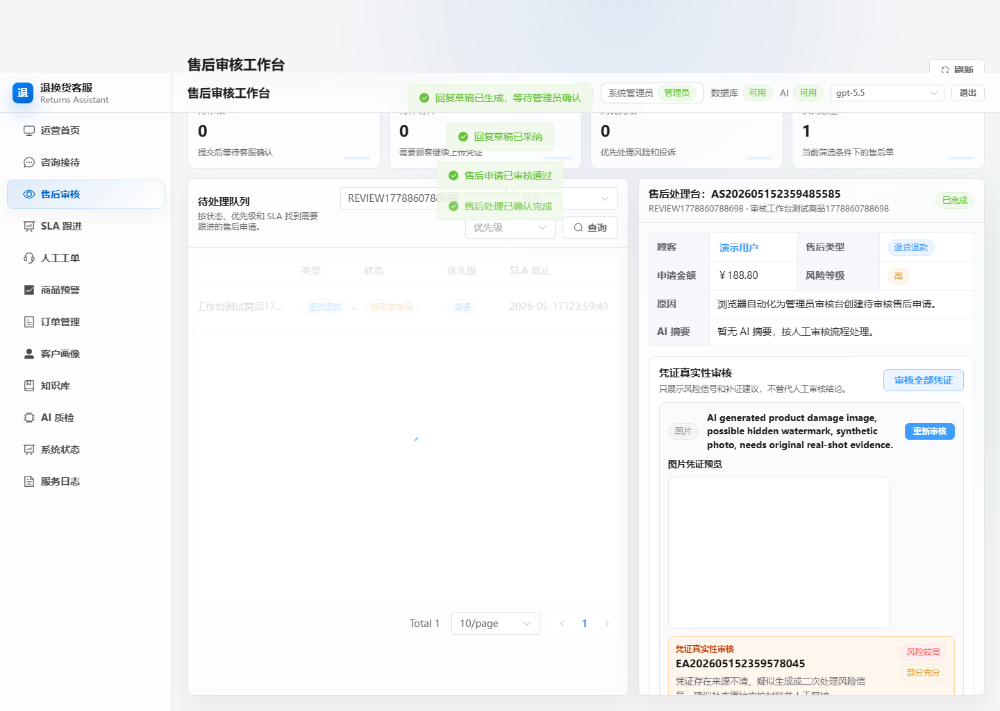 售后审核工作台
刷新
退
退换货客服
Returns Assistant
售后审核工作台
回复草稿已生成，等待管理员确认
系统管理员 管理员
数据库 可用
AI 可用
gpt-5.5
退出
运营首页
咨询接待
售后审核
SLA 跟进
人工工单
商品预警
订单管理
客户画像
知识库
AI 质检
系统状态
服务日志
0
提交后等待客服确认
0
需要顾客继续上传凭证
0
优先处理风险和投诉
1
当前筛选条件下的售后单
回复草稿已采纳
售后申请已审核通过
售后处理已确认完成
待处理队列
按状态、优先级和 SLA 找到需要
跟进的售后申请。
REVIEW1778860788698
状态
优先级
查询
类型 状态 优先级 SLA 截止
工作台测试商品17... 退货退款 ... 待买家寄回 普通 2026-05-17T23:59:49
Total 1
10/page
1
售后处理台：AS202605152359485585
REVIEW1778860788698 · 审核工作台测试商品1778860788698
已完成
顾客 演示用户 售后类型 退货退款
申请金额 ¥ 188.80 风险等级 高
原因 浏览器自动化为管理员审核台创建待审核售后申请。
AI 摘要 暂无 AI 摘要，按人工审核流程处理。
凭证真实性审核
只展示风险信号和补证建议，不替代人工审核结论。
审核全部凭证
图片
AI generated product damage image,
possible hidden watermark, synthetic
photo, needs original real-shot evidence.
重新审核
图片凭证预览
凭证真实性审核
EA202605152359578045
风险较高
部分充分
凭证存在来源不清、疑似生成或二次处理风险信